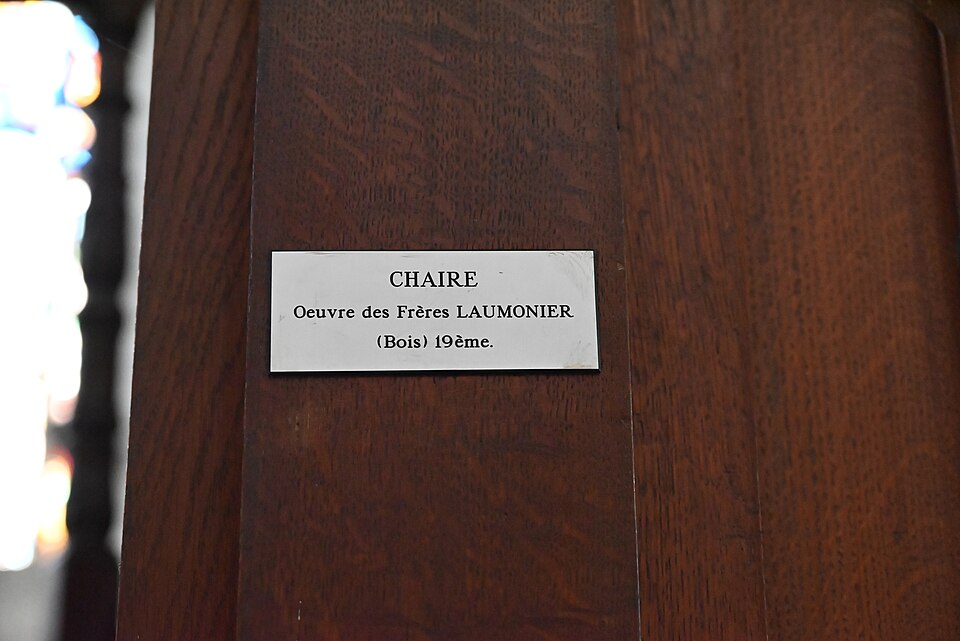 CHAIRE
Oeuvre des Frères LAUMONIER
(Bois) 19ème.